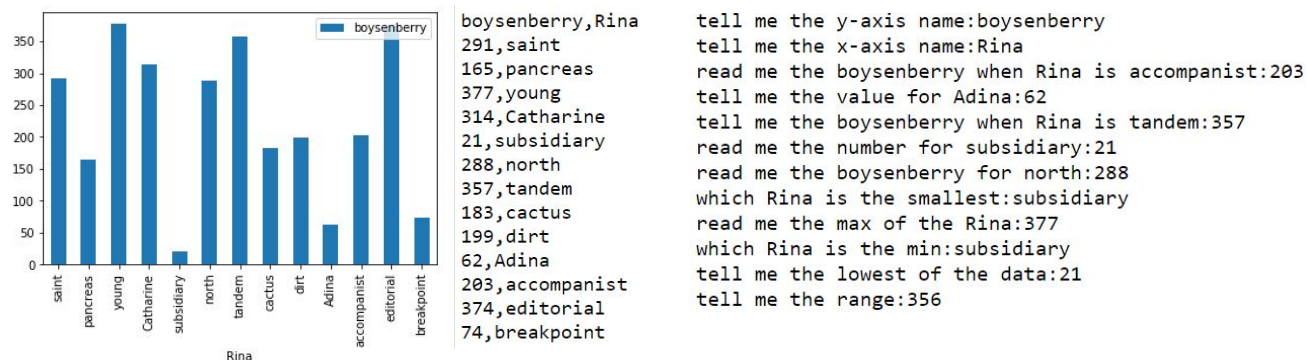 boysenberry
350
300
250
200
150
100
50
0
saint
pancreas
young
Catharine
subsidiary
north
tandem
cactus
dirt
Adina
accompanist
editorial
breakpoint
Rina
boysenberry,Rina
291,saint
165,pancreas
377,young
314,Catharine
21,subsidiary
288,north
357,tandem
183,cactus
199,dirt
62,Adina
203,accompanist
374,editorial
74,breakpoint
tell me the y-axis name:boysenberry
tell me the x-axis name:Rina
read me the boysenberry when Rina is accompanist:203
tell me the value for Adina:62
tell me the boysenberry when Rina is tandem:357
read me the number for subsidiary:21
read me the boysenberry for north:288
which Rina is the smallest:subsidiary
read me the max of the Rina:377
which Rina is the min:subsidiary
tell me the lowest of the data:21
tell me the range:356